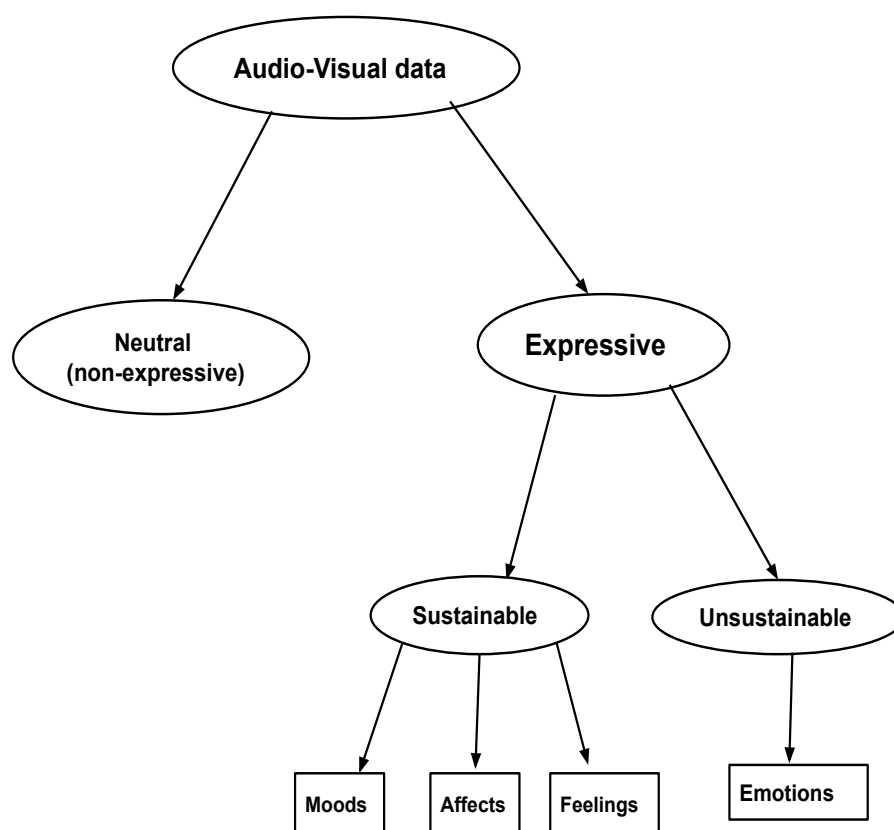 Audio-Visual data
Neutral
(non-expressive)
Expressive
Sustainable
Unsustainable
Moods
Affects
Feelings
Emotions